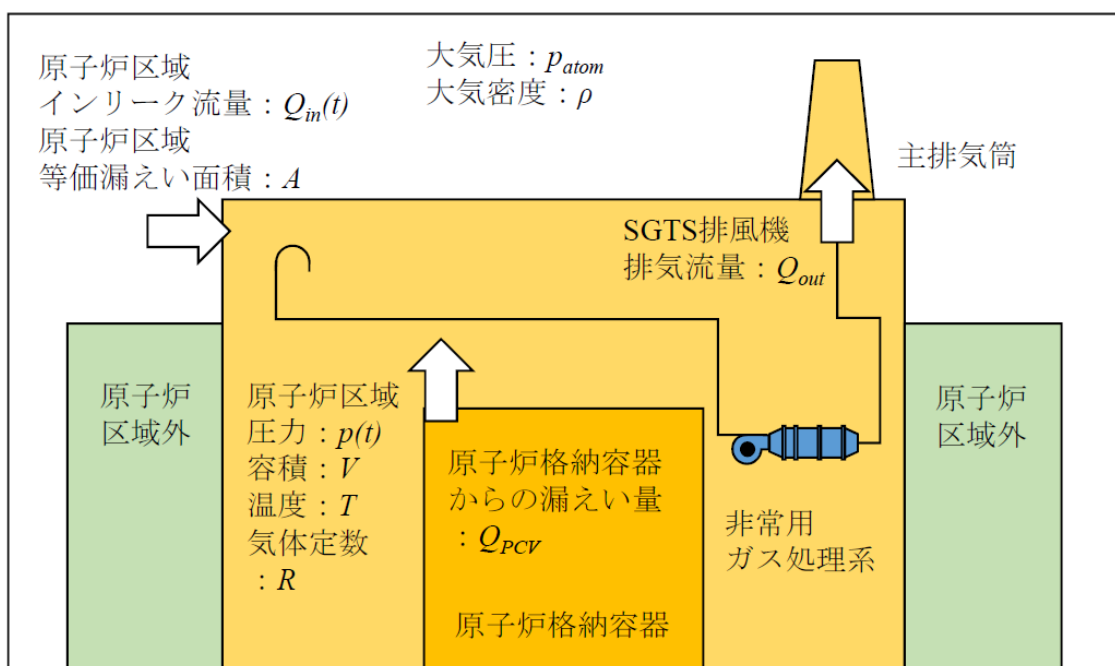 原子炉区域
インリーク流量：Qin(t)
原子炉区域
等価漏えい面積：A
大気圧：patom
大気密度：ρ
主排気筒
SGTS排風機
排気流量：Qout
原子炉
区域外
原子炉区域
圧力：p(t)
容積：V
温度：T
気体定数
：R
原子炉格納容器
からの漏えい量
：QPCV
原子炉格納容器
非常用
ガス処理系
原子炉
区域外